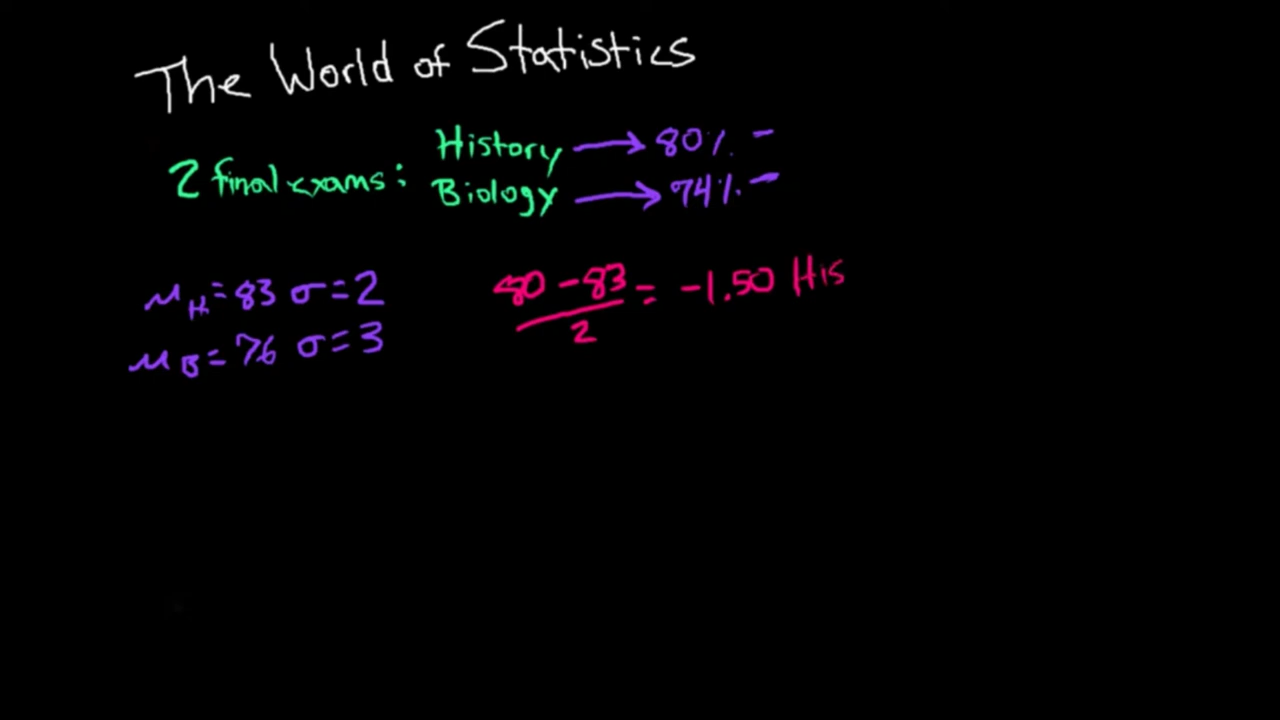 The World of Statistics
2 final exams: History → 80% -
Biology → 74% -
μH = 83 σ = 2
μB = 76 σ = 3
80 - 83 / 2 = -1.50 His